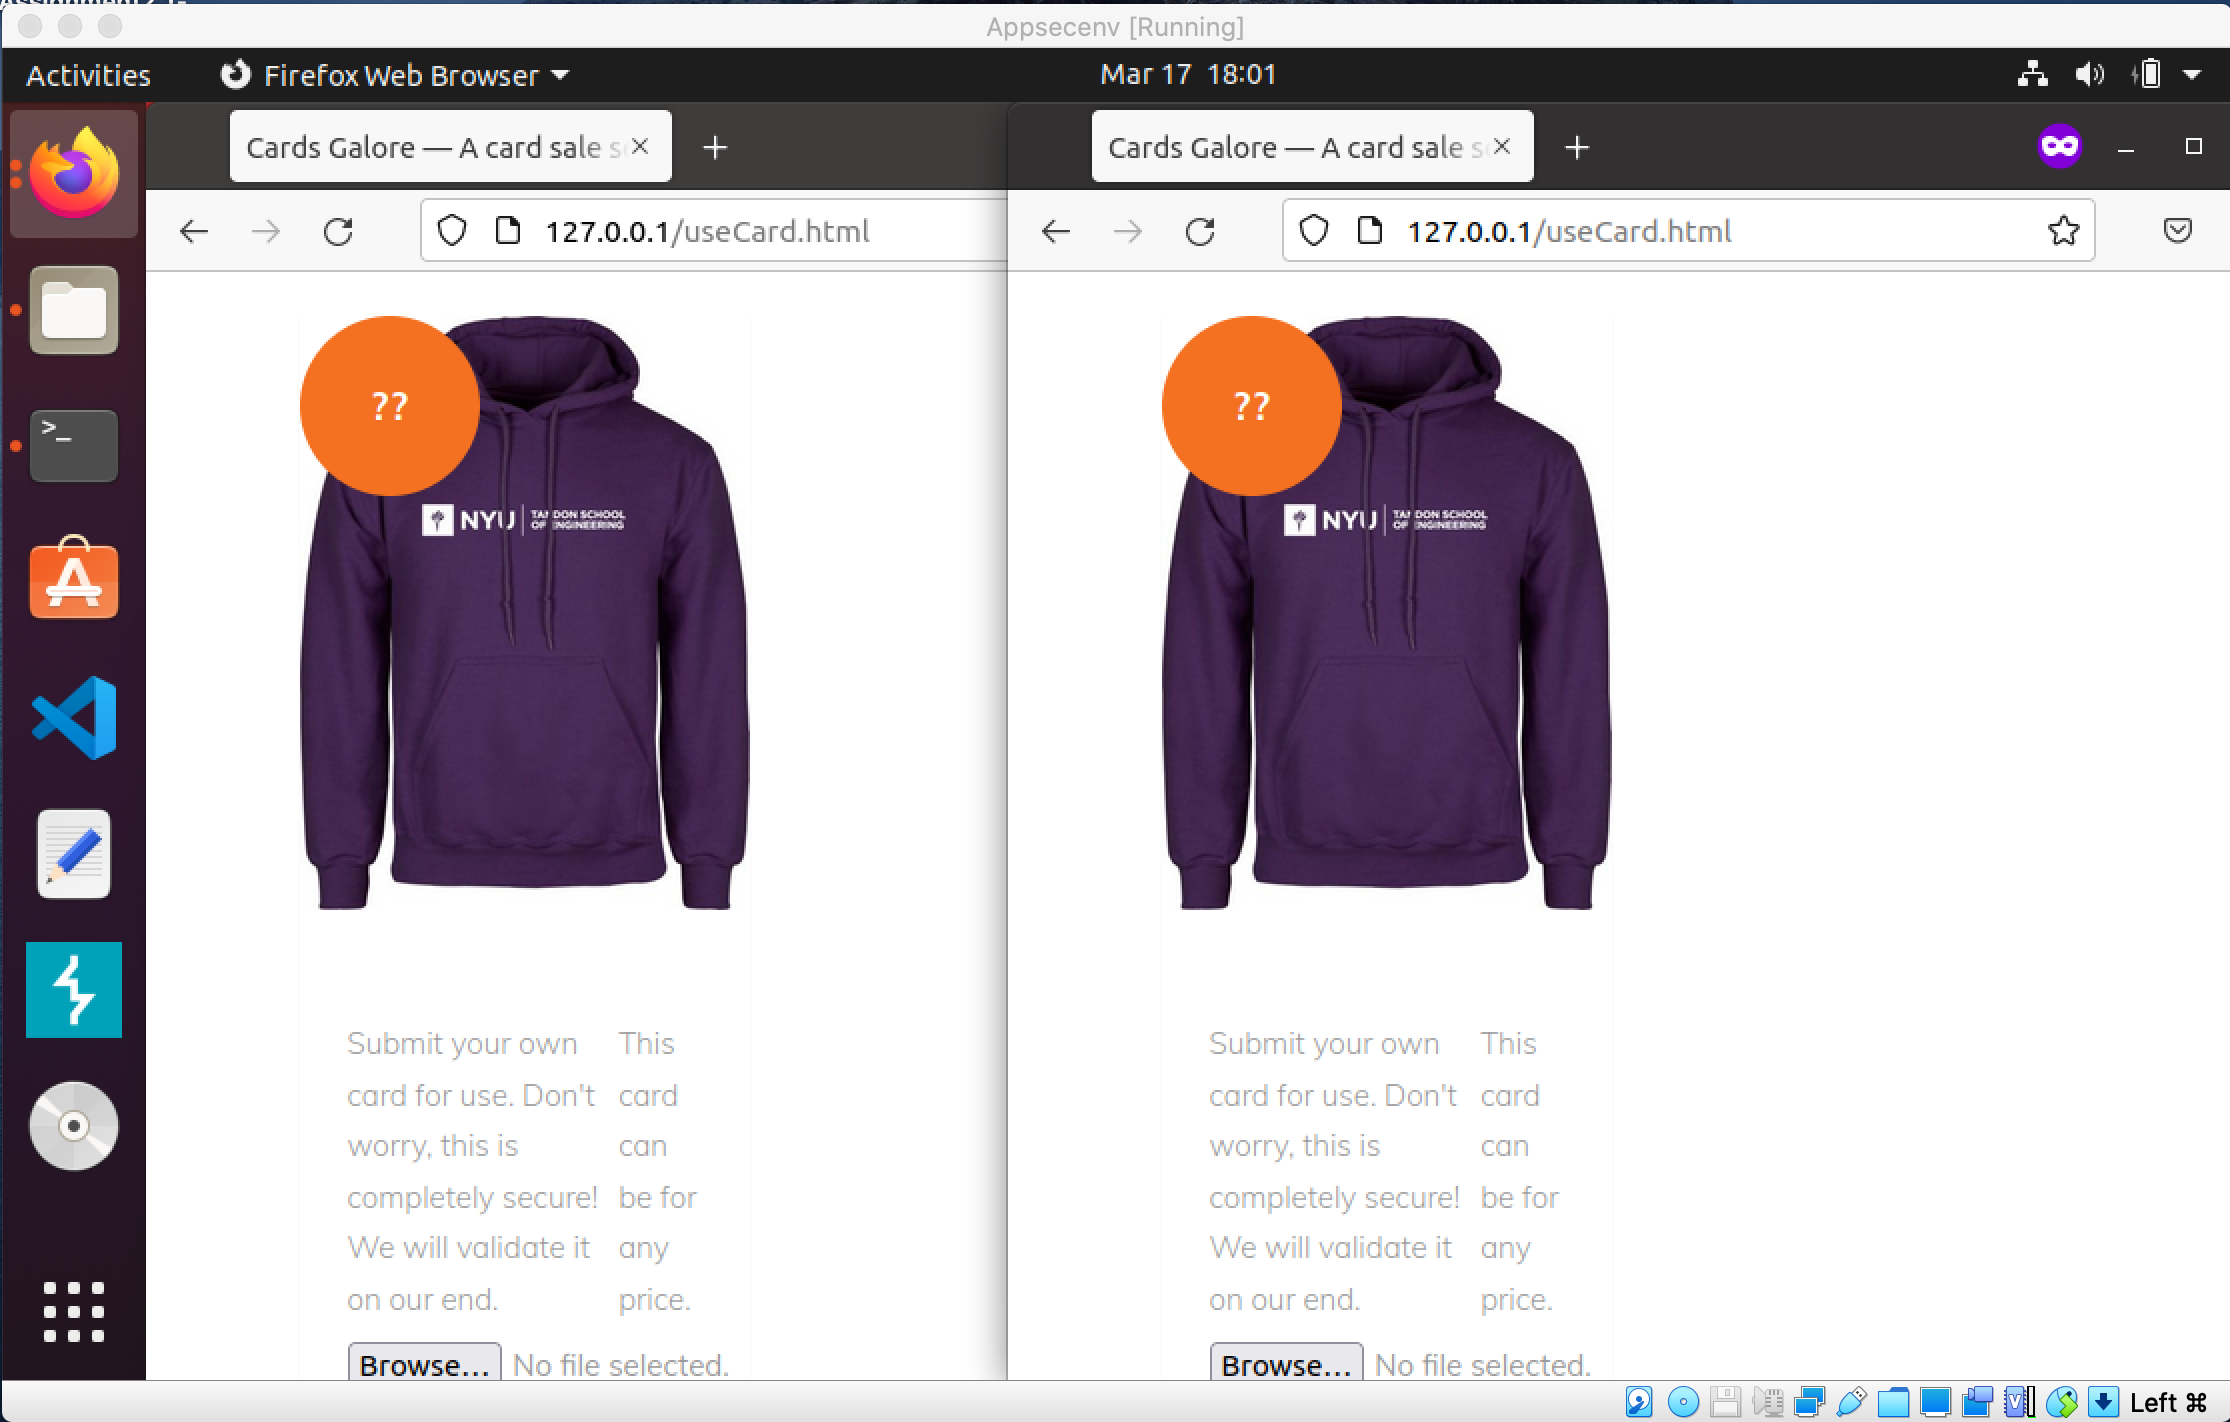 Appsecenv [Running]
Activities
Firefox Web Browser
Mar 17 18:01
Cards Galore — A card sale s
127.0.0.1/useCard.html
??
NYU
TANDON SCHOOL
OF ENGINEERING
Submit your own
card for use. Don't
worry, this is
completely secure!
We will validate it
on our end.
This
card
can
be for
any
price.
Browse...
No file selected.
Cards Galore — A card sale s
127.0.0.1/useCard.html
??
NYU
TANDON SCHOOL
OF ENGINEERING
Submit your own
card for use. Don't
worry, this is
completely secure!
We will validate it
on our end.
This
card
can
be for
any
price.
Browse...
No file selected.
Left ⌘